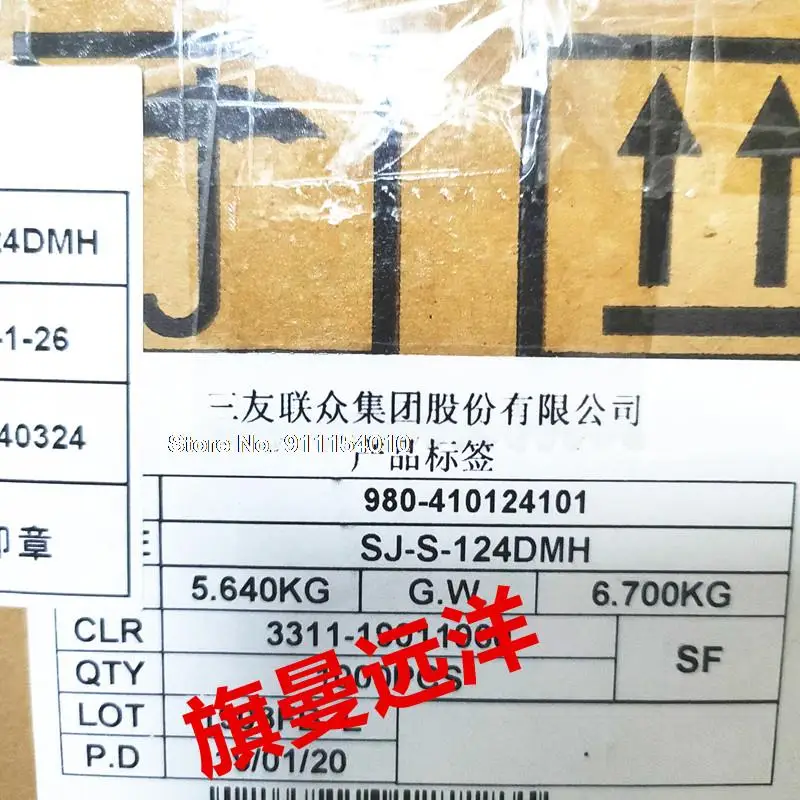 24DMH
-1-26
40324
印章
三友联众集团股份有限公司
Store No. 911154010
产品标签
980-410124101
SJ-S-124DMH
5.640KG G.W 6.700KG
CLR
SF
QTY
LOT
P.D /01/20
旗曼远洋